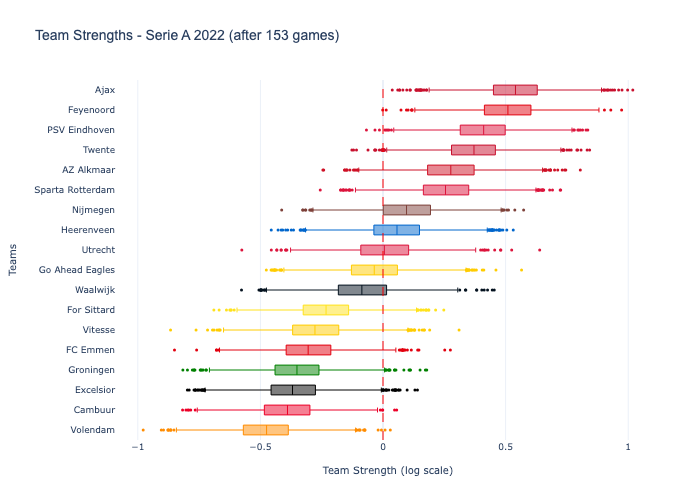 Team Strengths - Serie A 2022 (after 153 games)
Ajax
Feyenoord
PSV Eindhoven
Twente
AZ Alkmaar
Sparta Rotterdam
Nijmegen
Heerenveen
Utrecht
Go Ahead Eagles
Waalwijk
For Sittard
Vitesse
FC Emmen
Groningen
Excelsior
Cambuur
Volendam
Teams
−1
−0.5
0
0.5
1
Team Strength (log scale)